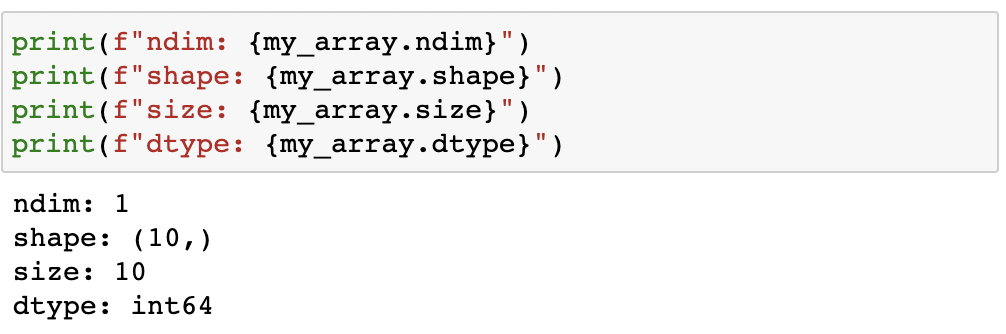 print(f"ndim: {my_array.ndim}")
print(f"shape: {my_array.shape}")
print(f"size: {my_array.size}")
print(f"dtype: {my_array.dtype}")
ndim: 1
shape: (10,)
size: 10
dtype: int64